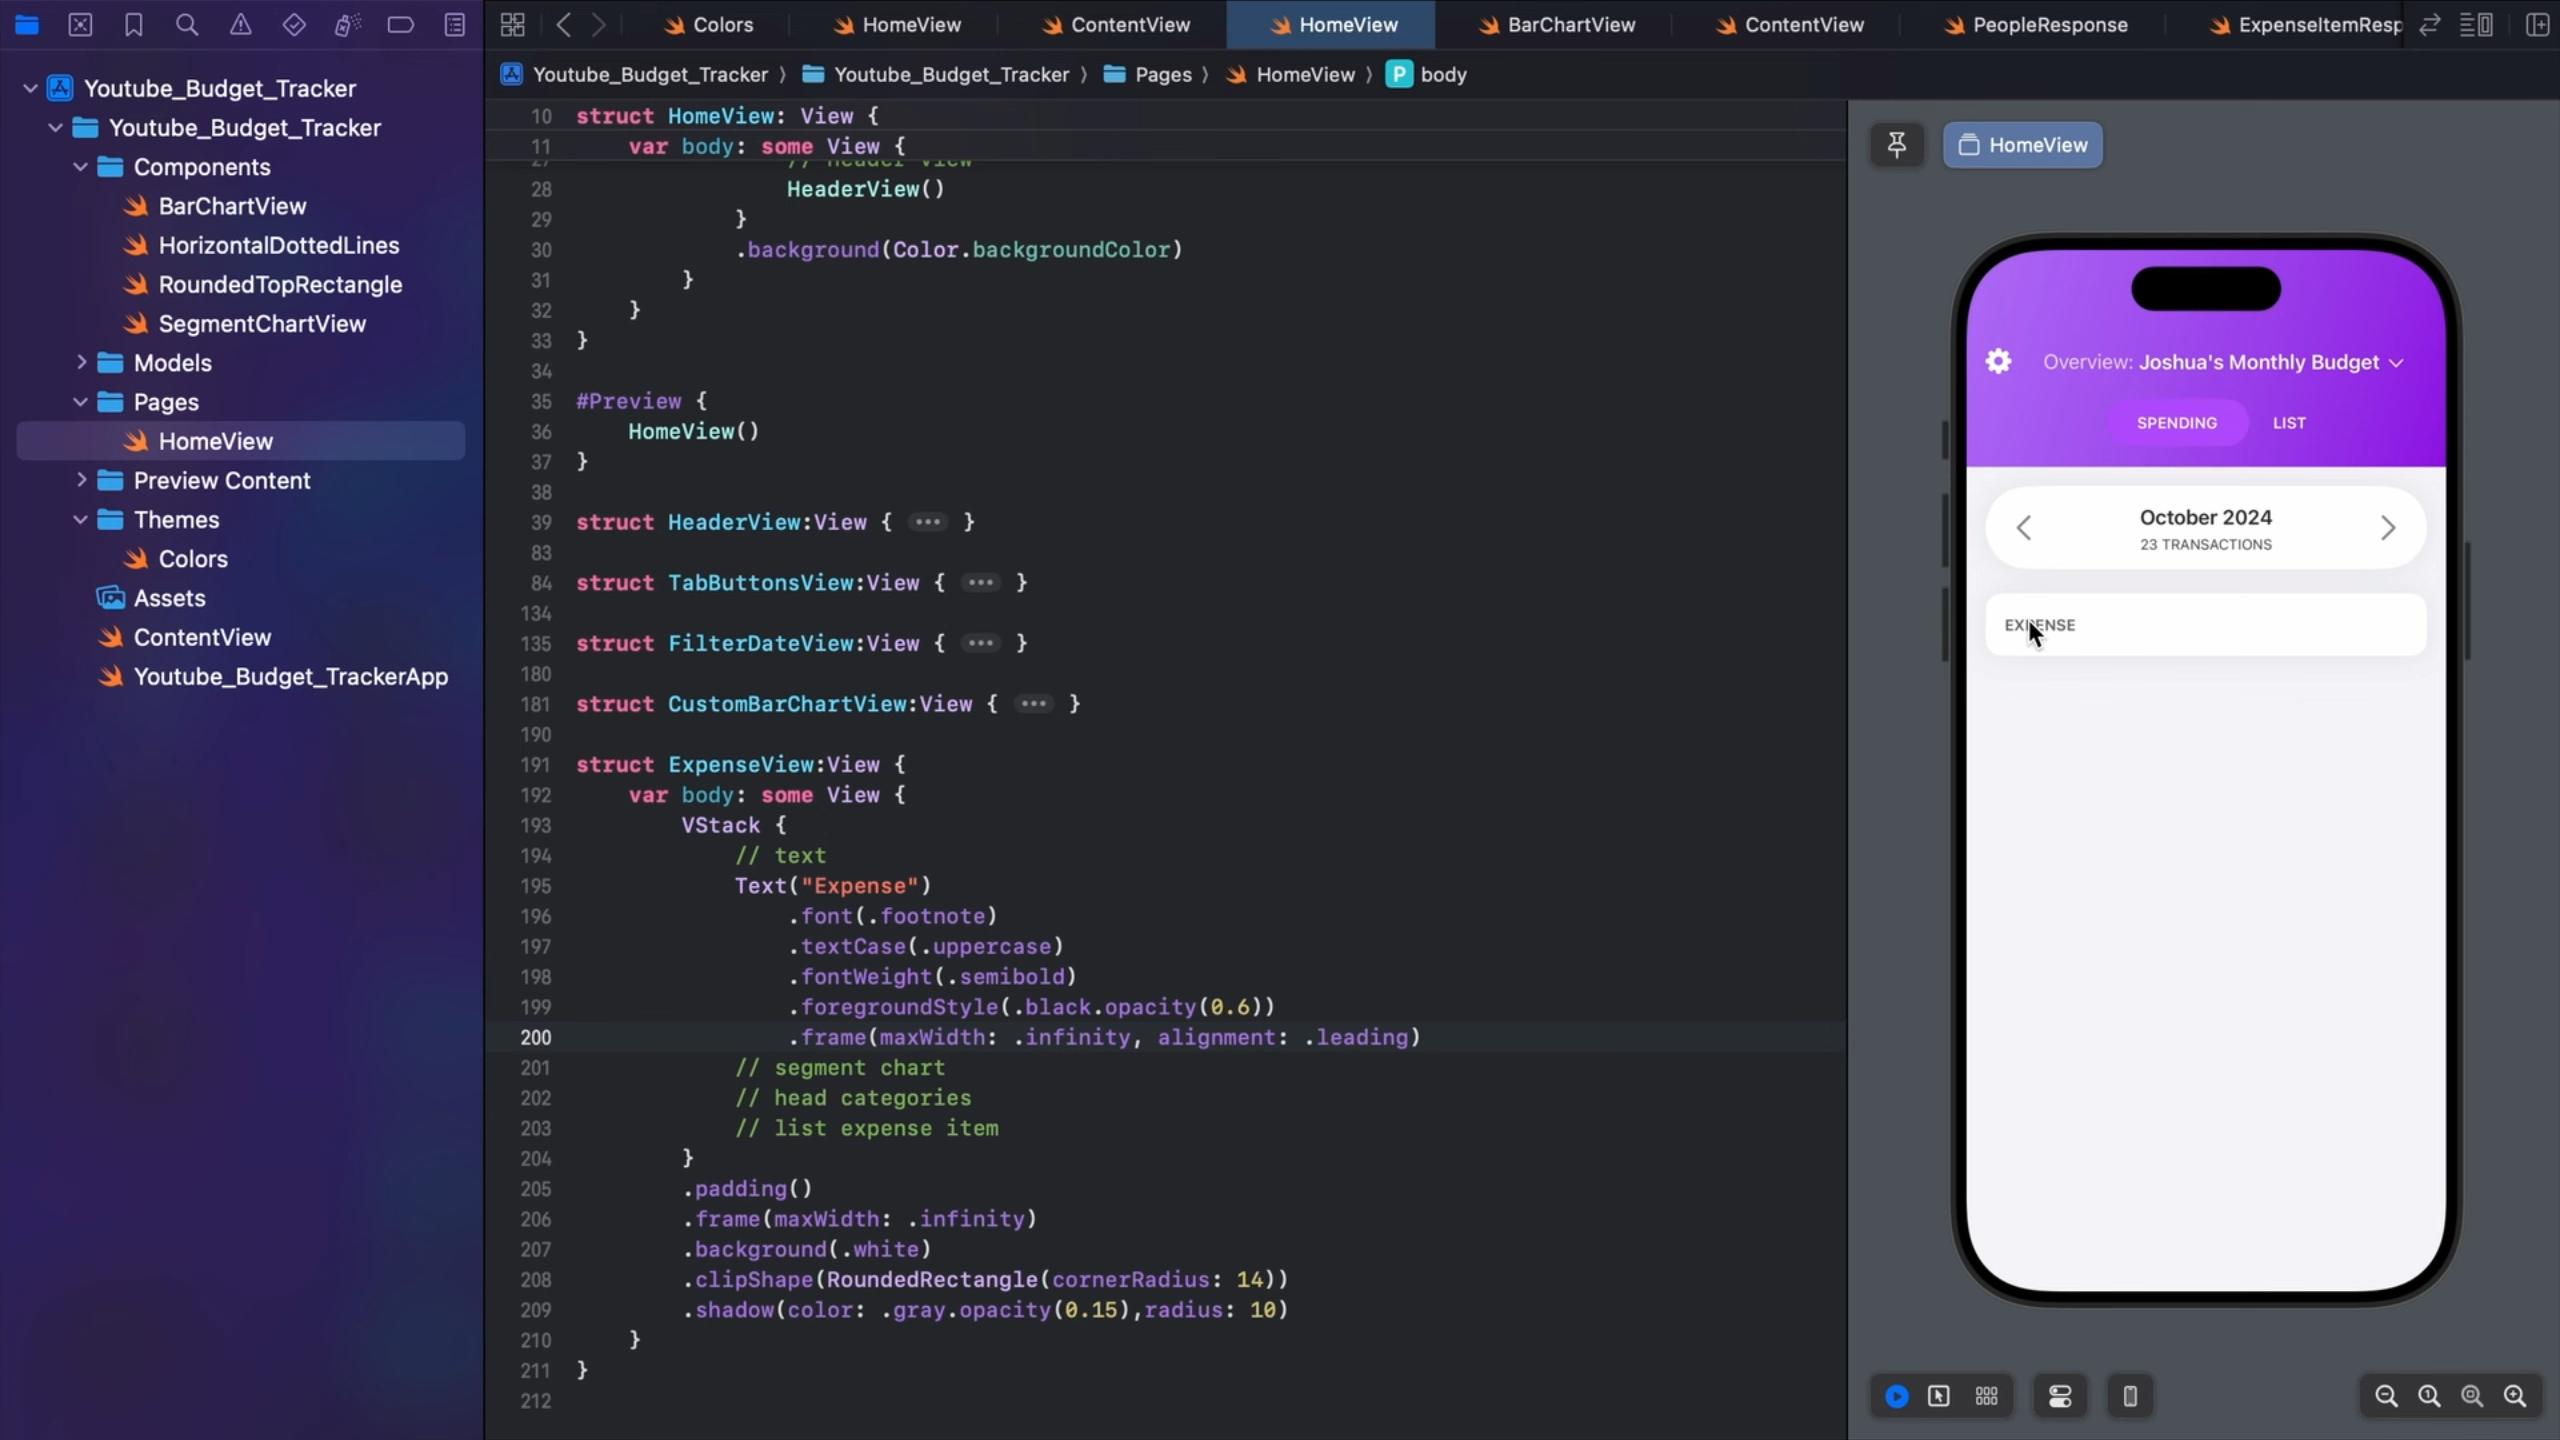 Colors
HomeView
ContentView
HomeView
BarChartView
ContentView
PeopleResponse
ExpenseItemResp
Youtube_Budget_Tracker
Youtube_Budget_Tracker
Components
BarChartView
HorizontalDottedLines
RoundedTopRectangle
SegmentChartView
Models
Pages
HomeView
Preview Content
Themes
Colors
Assets
ContentView
Youtube_Budget_TrackerApp
Youtube_Budget_Tracker 〉 Youtube_Budget_Tracker 〉 Pages 〉 HomeView 〉 P body
10 struct HomeView: View {
11 var body: some View {
27 // header view
28 HeaderView()
29 }
30 .background(Color.backgroundColor)
31 }
32 }
33 }
34
35 #Preview {
36 HomeView()
37 }
38
39 struct HeaderView:View { ••• }
83
84 struct TabButtonsView:View { ••• }
134
135 struct FilterDateView:View { ••• }
180
181 struct CustomBarChartView:View { ••• }
190
191 struct ExpenseView:View {
192 var body: some View {
193 VStack {
194 // text
195 Text("Expense")
196 .font(.footnote)
197 .textCase(.uppercase)
198 .fontWeight(.semibold)
199 .foregroundStyle(.black.opacity(0.6))
200 .frame(maxWidth: .infinity, alignment: .leading)
201 // segment chart
202 // head categories
203 // list expense item
204 }
205 .padding()
206 .frame(maxWidth: .infinity)
207 .background(.white)
208 .clipShape(RoundedRectangle(cornerRadius: 14))
209 .shadow(color: .gray.opacity(0.15),radius: 10)
210 }
211 }
212
HomeView
Overview: Joshua's Monthly Budget
SPENDING LIST
October 2024
23 TRANSACTIONS
EXPENSE